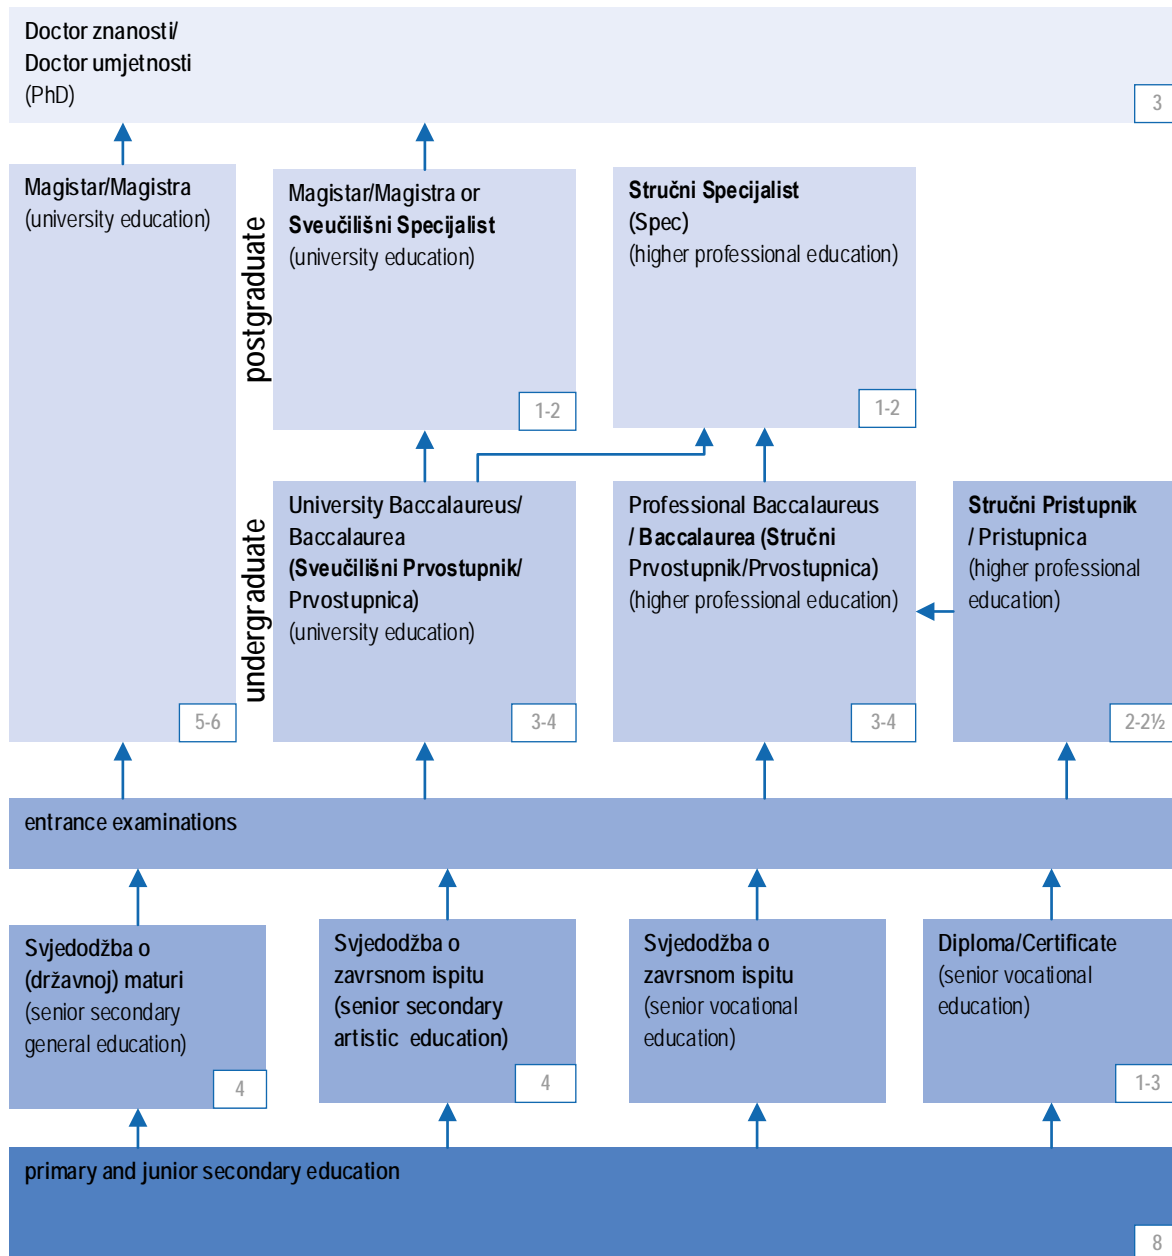 Doctor znanosti/
Doctor umjetnosti
(PhD)
3
Magistar/Magistra
(university education)
5-6
postgraduate
Magistar/Magistra or
Sveučilišni Specijalist
(university education)
1-2
Stručni Specijalist
(Spec)
(higher professional education)
1-2
undergraduate
University Baccalaureus/
Baccalaurea
(Sveučilišni Prvostupnik/
Prvostupnica)
(university education)
3-4
Professional Baccalaureus
/ Baccalaurea (Stručni
Prvostupnik/Prvostupnica)
(higher professional education)
3-4
Stručni Pristupnik
/ Pristupnica
(higher professional
education)
2-2½
entrance examinations
Svjedodžba o
(državnoj) maturi
(senior secondary
general education)
4
Svjedodžba o
zavrsnom ispitu
(senior secondary
artistic education)
4
Svjedodžba o
zavrsnom ispitu
(senior vocational
education)
Diploma/Certificate
(senior vocational
education)
1-3
primary and junior secondary education
8